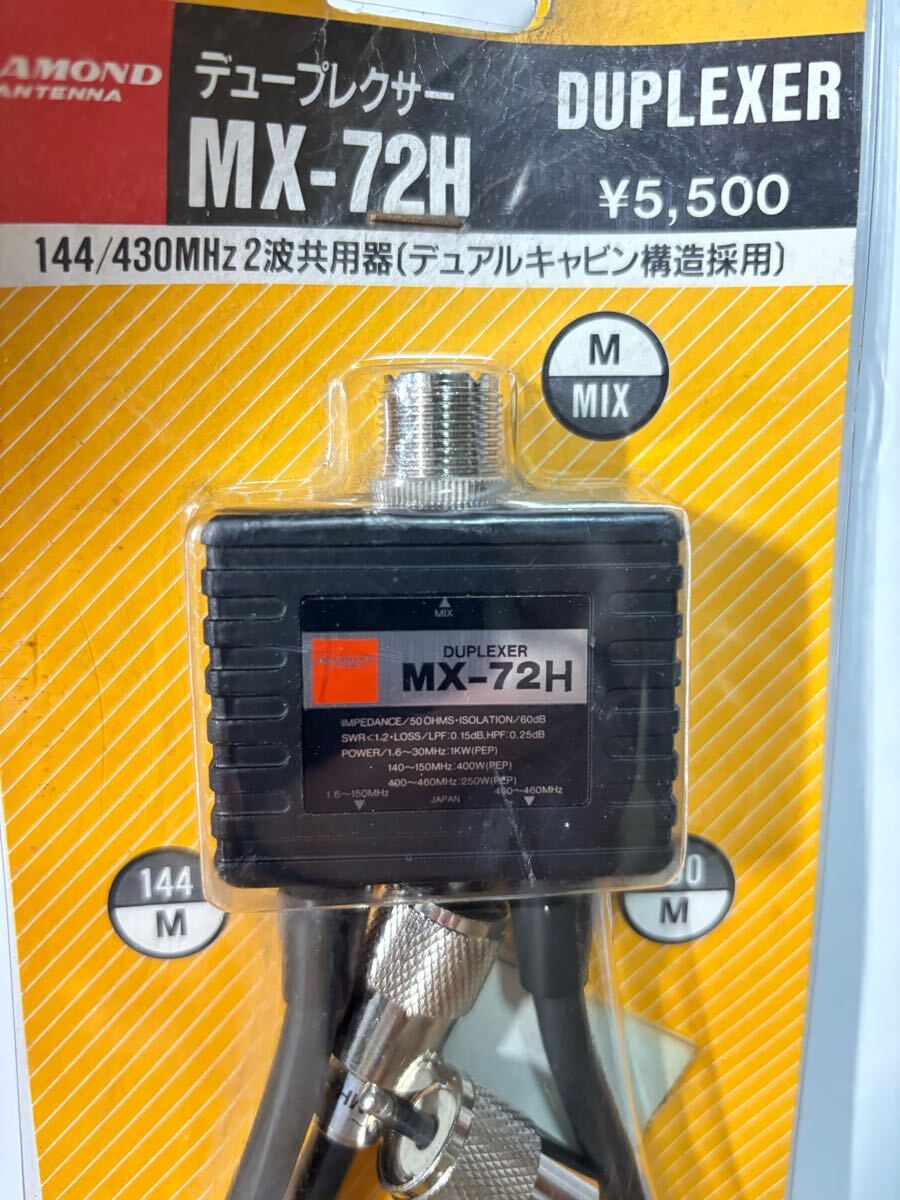 AMOND
ANTENNA
デュープレクサー
MX-72H
DUPLEXER
¥5,500
144/430MHz 2波共用器(デュアルキャビン構造採用)
M
MIX
MIX
DIAMOND
DUPLEXER
MX-72H
IMPEDANCE/50 OHMS・ISOLATION/60dB
SWR<1.2・LOSS/LPF:0.15dB,HPF:0.25dB
POWER/1.6~30MHz:1KW(PEP)
140~150MHz:400W(PEP)
400~460MHz:250W(PEP)
1.6~150MHz
JAPAN
400~460MHz
144
M
0
M